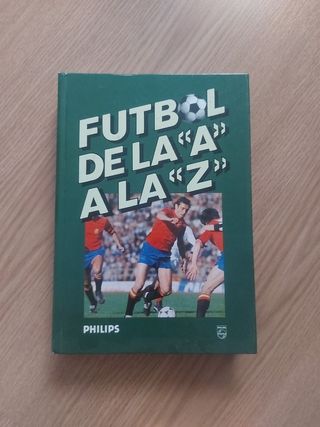 FUTBOL
DE LA "A"
A LA "Z"
PHILIPS